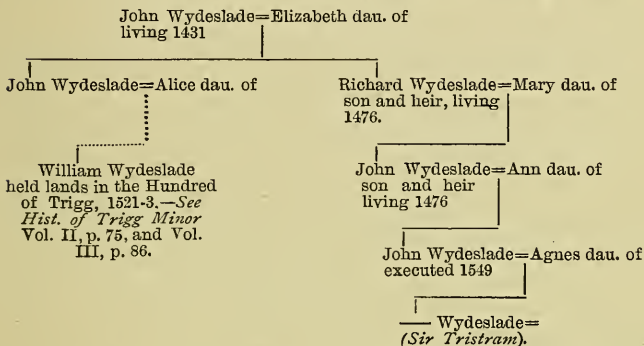 John Wydeslade=Elizabeth dau. of
living 1431
John Wydeslade=Alice dau. of
Richard Wydeslade=Mary dau. of
son and heir, living
1476.
William Wydeslade
held lands in the Hundred
of Trigg, 1521-3.—See
Hist. of Trigg Minor
Vol. II, p. 75, and Vol.
III, p. 86.
John Wydeslade=Ann dau. of
son and heir
living 1476
John Wydeslade=Agnes dau. of
executed 1549
— Wydeslade=
(Sir Tristram).